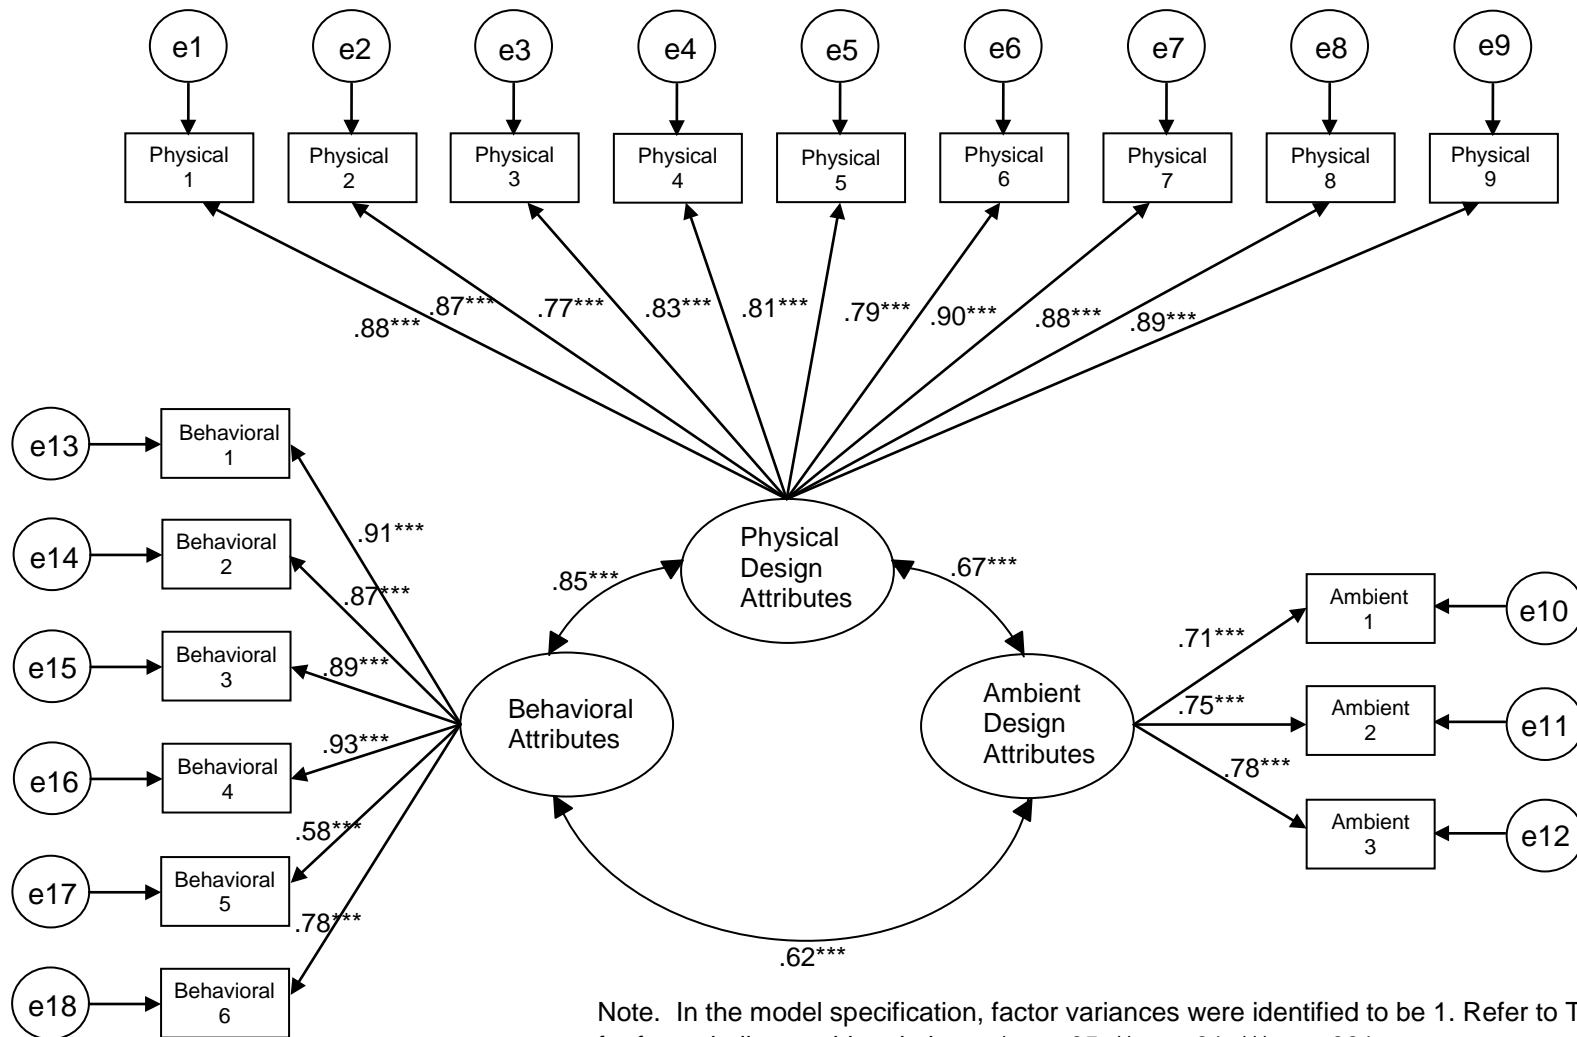 e1 e2 e3 e4 e5 e6 e7 e8 e9
Physical Physical Physical Physical Physical Physical Physical Physical Physical
1 2 3 4 5 6 7 8 9
.88*** .87*** .77*** .83*** .81*** .79*** .90*** .88*** .89***
Physical
Design
Attributes
.85***
.67***
.62***
Behavioral
Attributes
Ambient
Design
Attributes
e13
Behavioral
1
.91***
e14
Behavioral
2
.87***
e15
Behavioral
3
.89***
e16
Behavioral
4
.93***
e17
Behavioral
5
.58***
e18
Behavioral
6
.78***
.71***
Ambient
1
e10
.75***
Ambient
2
e11
.78***
Ambient
3
e12
Note. In the model specification, factor variances were identified to be 1. Refer to T